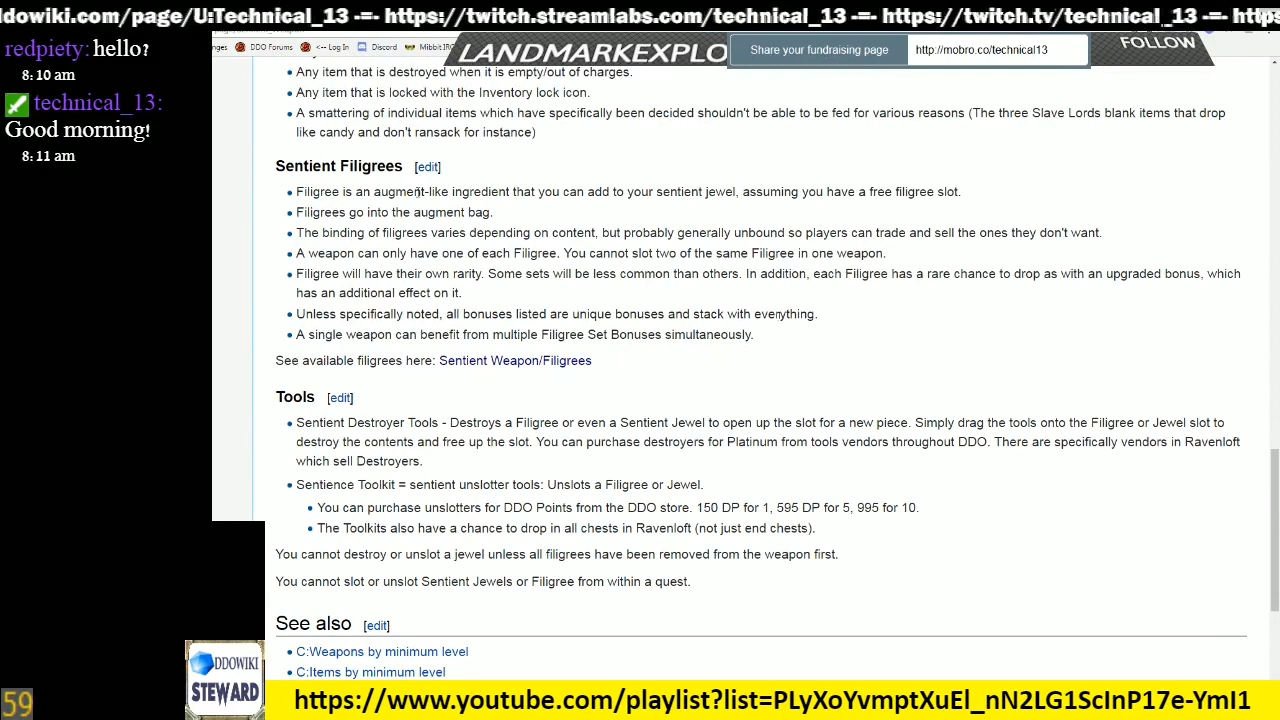 ddowiki.com/page/U:Technical_13 -=- https://twitch.streamlabs.com/technical_13 -=- https://twitch.tv/technical_13 -=- https
redpiety: hello?
8:10 am
technical_13:
Good morning!
8:11 am
nges DDO Forums <-- Log In Discord Mibbit IR
LANDMARKEXPLO
Share your fundraising page http://mobro.co/technical13
FOLLOW
Any item that is destroyed when it is empty/out of charges.
Any item that is locked with the Inventory lock icon.
A smattering of individual items which have specifically been decided shouldn't be able to be fed for various reasons (The three Slave Lords blank items that drop
like candy and don't ransack for instance)
Sentient Filigrees [edit]
Filigree is an augment-like ingredient that you can add to your sentient jewel, assuming you have a free filigree slot.
Filigrees go into the augment bag.
The binding of filigrees varies depending on content, but probably generally unbound so players can trade and sell the ones they don't want.
A weapon can only have one of each Filigree. You cannot slot two of the same Filigree in one weapon.
Filigree will have their own rarity. Some sets will be less common than others. In addition, each Filigree has a rare chance to drop as with an upgraded bonus, which
has an additional effect on it.
Unless specifically noted, all bonuses listed are unique bonuses and stack with everything.
A single weapon can benefit from multiple Filigree Set Bonuses simultaneously.
See available filigrees here: Sentient Weapon/Filigrees
Tools [edit]
Sentient Destroyer Tools - Destroys a Filigree or even a Sentient Jewel to open up the slot for a new piece. Simply drag the tools onto the Filigree or Jewel slot to
destroy the contents and free up the slot. You can purchase destroyers for Platinum from tools vendors throughout DDO. There are specifically vendors in Ravenloft
which sell Destroyers.
Sentience Toolkit = sentient unslotter tools: Unslots a Filigree or Jewel.
You can purchase unslotters for DDO Points from the DDO store. 150 DP for 1, 595 DP for 5, 995 for 10.
The Toolkits also have a chance to drop in all chests in Ravenloft (not just end chests).
You cannot destroy or unslot a jewel unless all filigrees have been removed from the weapon first.
You cannot slot or unslot Sentient Jewels or Filigree from within a quest.
See also [edit]
C:Weapons by minimum level
C:Items by minimum level
DDOWIKI
STEWARD
59
https://www.youtube.com/playlist?list=PLyXoYvmptXuEl_nN2LG1ScInP17e-YmI1